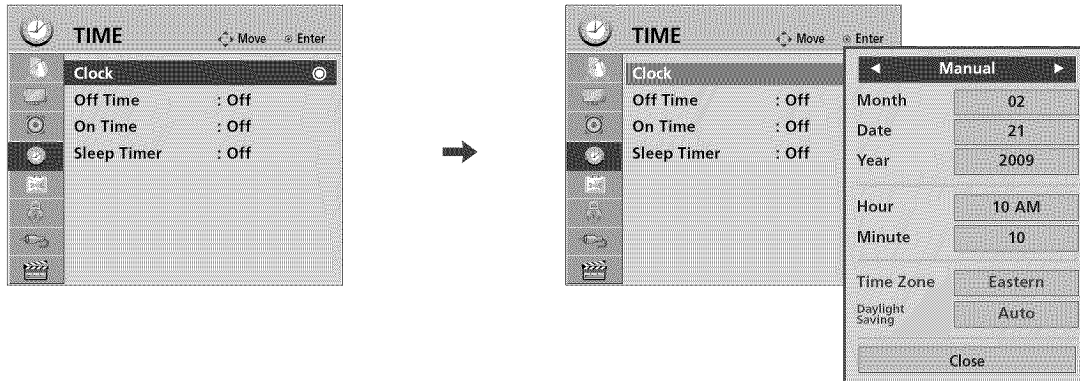 TIME Move Enter
Clock
Off Time : Off
On Time : Off
Sleep Timer : Off
TIME Move Enter
Clock
Off Time : Off
On Time : Off
Sleep Timer : Off
Manual
Month 02
Date 21
Year 2009
Hour 10 AM
Minute 10
Time Zone Eastern
Daylight
Saving
Auto
Close